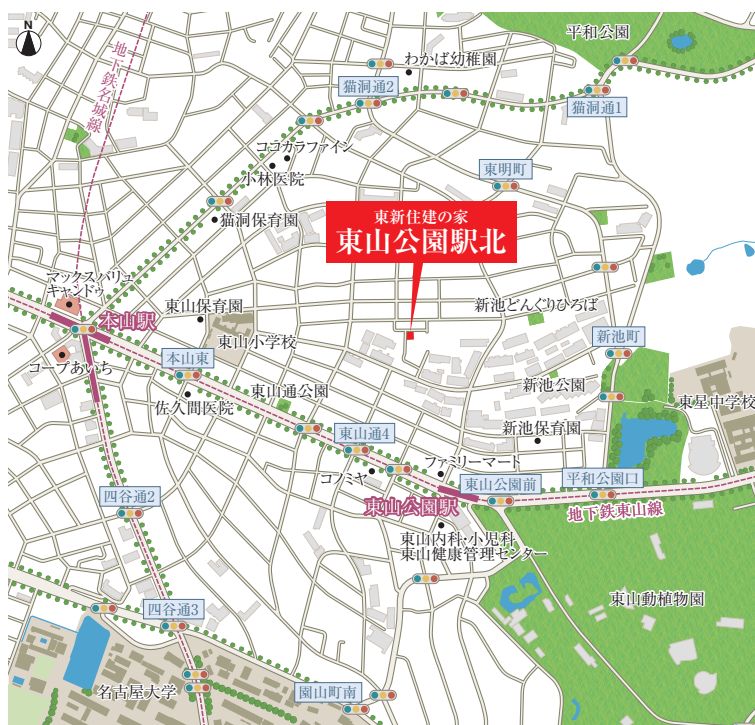 N
平和公園
わかば幼稚園
地下鉄名城線
猫洞通2
猫洞通1
ココカラファイン
小林医院
東明町
猫洞保育園
東新住建の家
東山公園駅北
マックスバリュ
キャンドゥ
東山保育園
新池どんぐりひろば
本山駅
東山小学校
新池町
本山東
コープあいち
東山通公園
新池公園
佐久間医院
東星中学校
東山通4
新池保育園
ファミリーマート
コフミヤ
東山公園前
平和公園口
四谷通2
東山公園駅
地下鉄東山線
東山内科・小児科
東山健康管理センター
四谷通3
東山動植物園
名古屋大学
園山町南